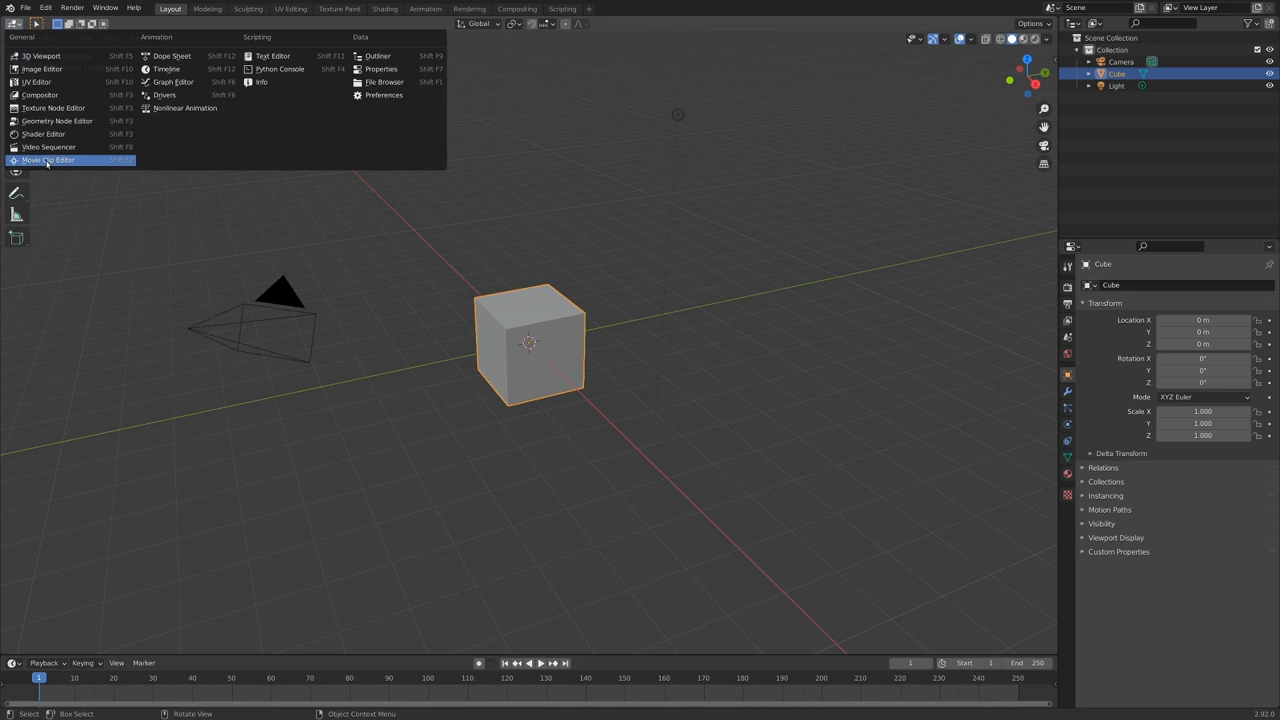 File Edit Render Window Help Layout Modeling Sculpting UV Editing Texture Paint Shading Animation Rendering Compositing Scripting Scene View Layer
Global Options
General Animation Scripting Data
3D Viewport Shift F5 Dope Sheet Shift F12 Text Editor Shift F11 Outliner Shift F9
Image Editor Shift F10 Timeline Shift F12 Python Console Shift F4 Properties Shift F7
UV Editor Shift F10 Graph Editor Shift F6 Info File Browser Shift F1
Compositor Shift F3 Drivers Shift F6 Preferences
Texture Node Editor Shift F3 Nonlinear Animation
Geometry Node Editor Shift F3
Shader Editor Shift F3
Video Sequencer Shift F8
Movie Clip Editor Shift F2
Scene Collection
Collection
Camera
Cube
Light
X
Y
Z
Cube
Cube
Transform
Location X 0 m
Y 0 m
Z 0 m
Rotation X 0°
Y 0°
Z 0°
Mode XYZ Euler
Scale X 1.000
Y 1.000
Z 1.000
Delta Transform
Relations
Collections
Instancing
Motion Paths
Visibility
Viewport Display
Custom Properties
Playback Keying View Marker 1 Start 1 End 250
1 10 20 30 40 50 60 70 80 90 100 110 120 130 140 150 160 170 180 190 200 210 220 230 240 250
Select Box Select Rotate View Object Context Menu 2.92.0